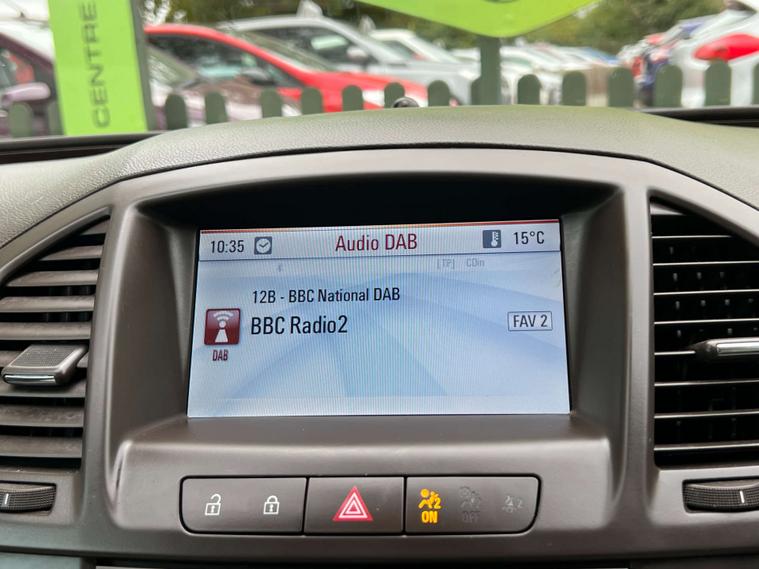 CENTRE
10:35 Audio DAB 15°C
[TP] CDin
12B - BBC National DAB
BBC Radio2 FAV 2
DAB
2
ON OFF